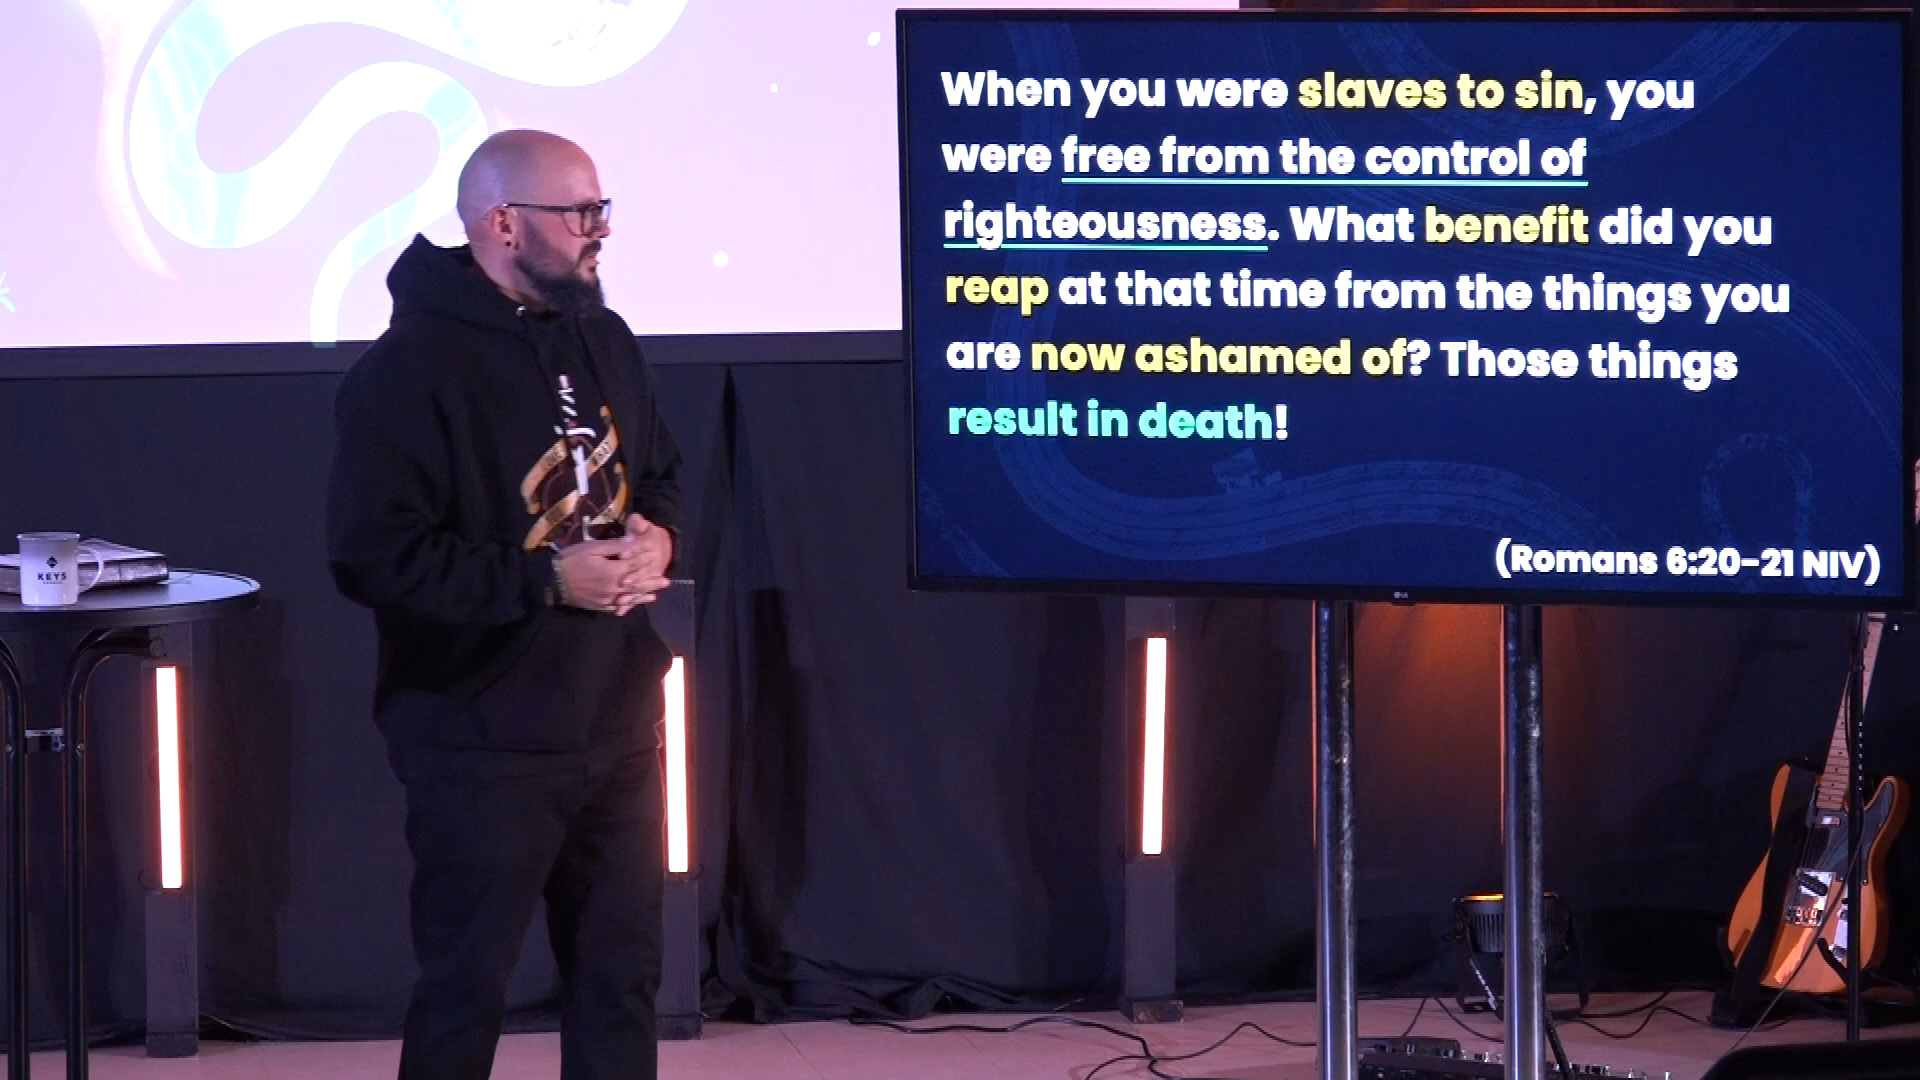 When you were slaves to sin, you
were free from the control of
righteousness. What benefit did you
reap at that time from the things you
are now ashamed of? Those things
result in death!
(Romans 6:20-21 NIV)
KEYS
LG